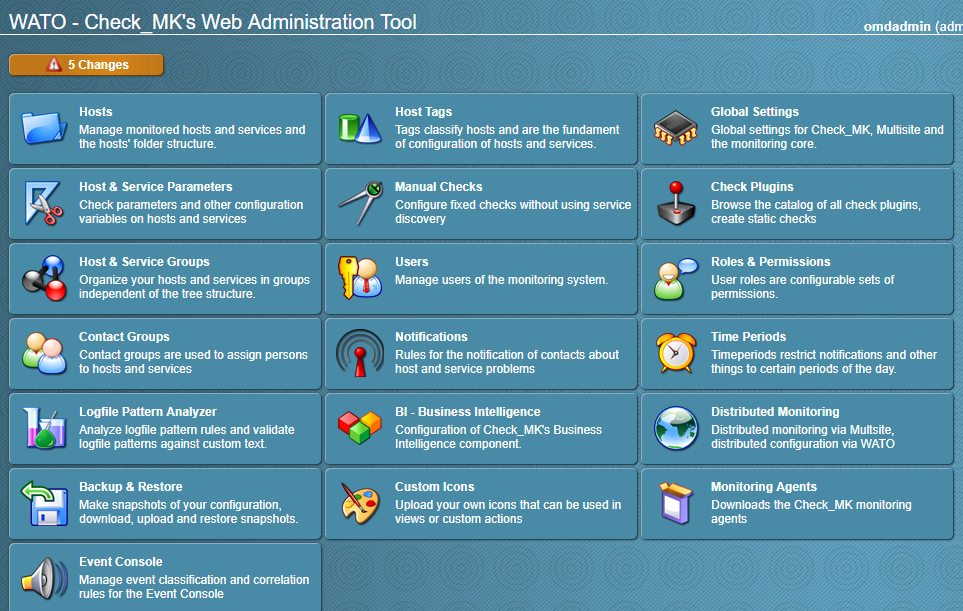 WATO - Check_MK's Web Administration Tool
omdadmin (adm
5 Changes
Hosts
Manage monitored hosts and services and
the hosts' folder structure.
Host Tags
Tags classify hosts and are the fundament
of configuration of hosts and services.
Global Settings
Global settings for Check_MK, Multisite and
the monitoring core.
Host & Service Parameters
Check parameters and other configuration
variables on hosts and services
Manual Checks
Configure fixed checks without using service
discovery
Check Plugins
Browse the catalog of all check plugins,
create static checks
Host & Service Groups
Organize your hosts and services in groups
independent of the tree structure.
Users
Manage users of the monitoring system.
Roles & Permissions
User roles are configurable sets of
permissions.
Contact Groups
Contact groups are used to assign persons
to hosts and services
Notifications
Rules for the notification of contacts about
host and service problems
Time Periods
Timeperiods restrict notifications and other
things to certain periods of the day.
Logfile Pattern Analyzer
Analyze logfile pattern rules and validate
logfile patterns against custom text.
BI - Business Intelligence
Configuration of Check_MK's Business
Intelligence component.
Distributed Monitoring
Distributed monitoring via Multsite,
distributed configuration via WATO
Backup & Restore
Make snapshots of your configuration,
download, upload and restore snapshots.
Custom Icons
Upload your own icons that can be used in
views or custom actions
Monitoring Agents
Downloads the Check_MK monitoring
agents
Event Console
Manage event classification and correlation
rules for the Event Console